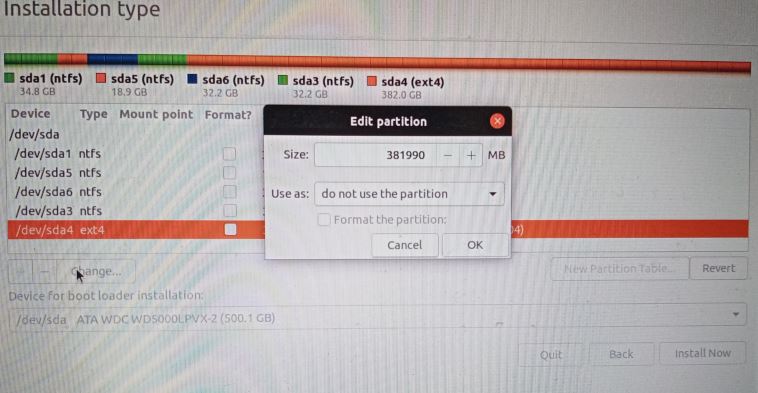 Installation type
sda1 (ntfs) sda5 (ntfs) sda6 (ntfs) sda3 (ntfs) sda4 (ext4)
34.8 GB 18.9 GB 32.2 GB 32.2 GB 382.0 GB
Device Type Mount point Format?
/dev/sda
/dev/sda1 ntfs
/dev/sda5 ntfs
/dev/sda6 ntfs
/dev/sda3 ntfs
/dev/sda4 ext4
Edit partition
Size: 381990 − + MB
Use as: do not use the partition
Format the partition:
Cancel OK
04)
+ − Change... New Partition Table... Revert
Device for boot loader installation:
/dev/sda ATA WDC WD5000LPVX-2 (500.1 GB)
Quit Back Install Now